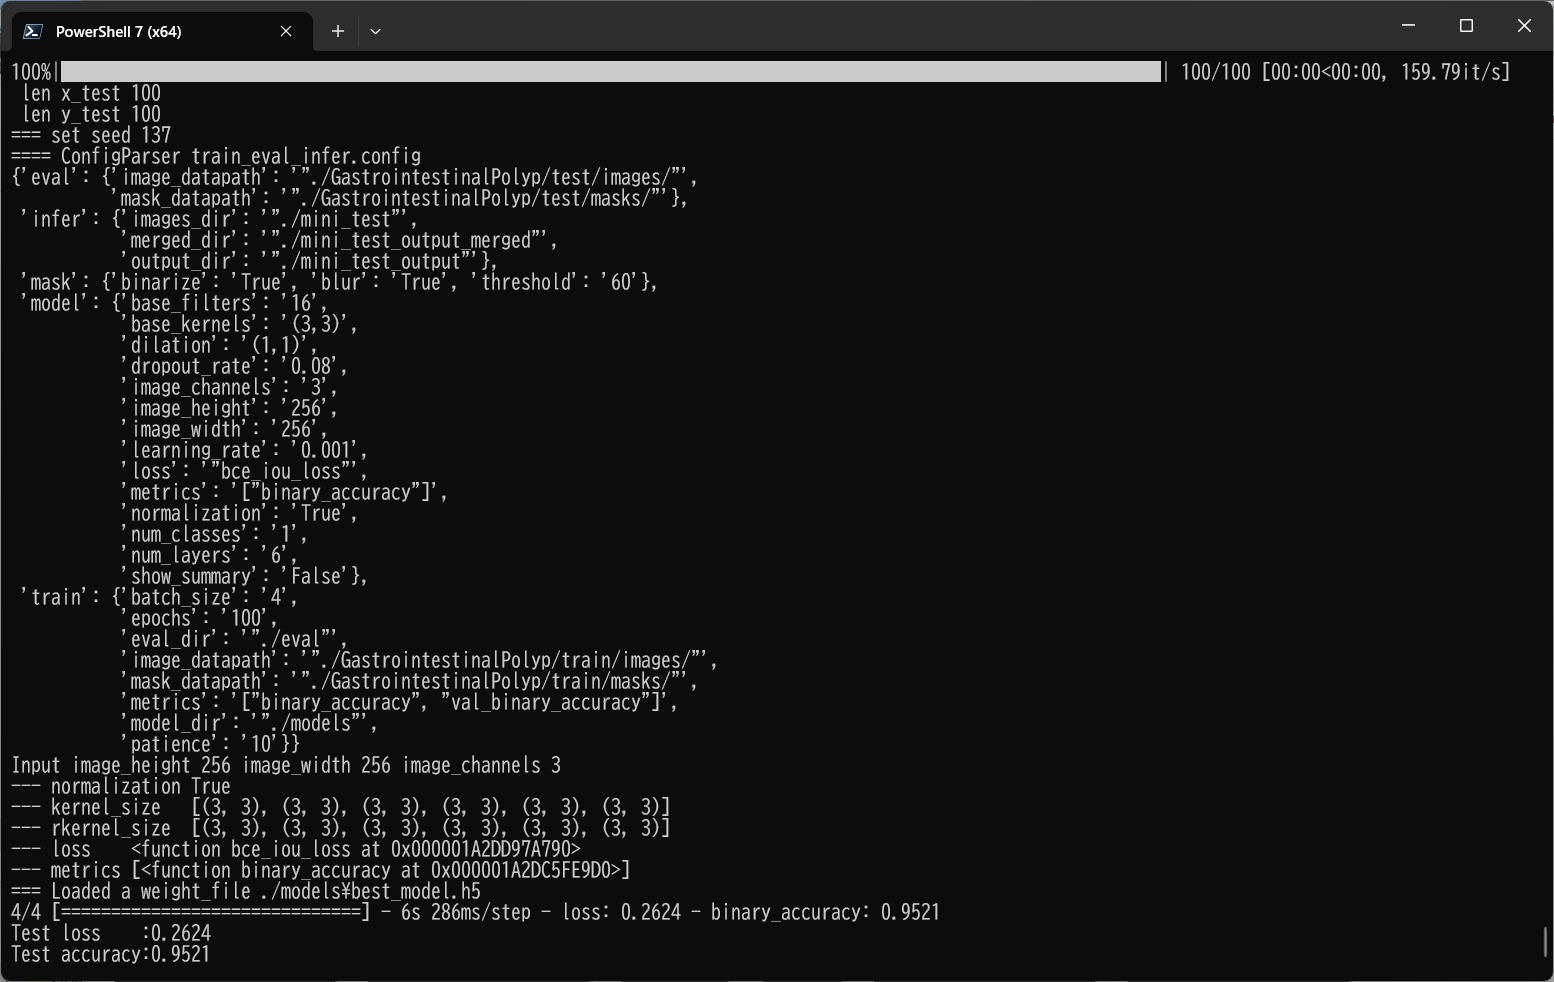 PowerShell 7 (x64)
100%| | 100/100 [00:00<00:00, 159.79it/s]
 len x_test 100
 len y_test 100
=== set seed 137
==== ConfigParser train_eval_infer.config
{'eval': {'image_datapath': '"./GastrointestinalPolyp/test/images/"',
          'mask_datapath': '"./GastrointestinalPolyp/test/masks/"'},
 'infer': {'images_dir': '"./mini_test"',
           'merged_dir': '"./mini_test_output_merged"',
           'output_dir': '"./mini_test_output"'},
 'mask': {'binarize': 'True', 'blur': 'True', 'threshold': '60'},
 'model': {'base_filters': '16',
           'base_kernels': '(3,3)',
           'dilation': '(1,1)',
           'dropout_rate': '0.08',
           'image_channels': '3',
           'image_height': '256',
           'image_width': '256',
           'learning_rate': '0.001',
           'loss': '"bce_iou_loss"',
           'metrics': '["binary_accuracy"]',
           'normalization': 'True',
           'num_classes': '1',
           'num_layers': '6',
           'show_summary': 'False'},
 'train': {'batch_size': '4',
           'epochs': '100',
           'eval_dir': '"./eval"',
           'image_datapath': '"./GastrointestinalPolyp/train/images/"',
           'mask_datapath': '"./GastrointestinalPolyp/train/masks/"',
           'metrics': '["binary_accuracy", "val_binary_accuracy"]',
           'model_dir': '"./models"',
           'patience': '10'}}
Input image_height 256 image_width 256 image_channels 3
--- normalization True
--- kernel_size   [(3, 3), (3, 3), (3, 3), (3, 3), (3, 3), (3, 3)]
--- rkernel_size  [(3, 3), (3, 3), (3, 3), (3, 3), (3, 3), (3, 3)]
--- loss    <function bce_iou_loss at 0x000001A2DD97A790>
--- metrics [<function binary_accuracy at 0x000001A2DC5FE9D0>]
=== Loaded a weight_file ./models¥best_model.h5
4/4 [==============================] - 6s 286ms/step - loss: 0.2624 - binary_accuracy: 0.9521
Test loss    :0.2624
Test accuracy:0.9521